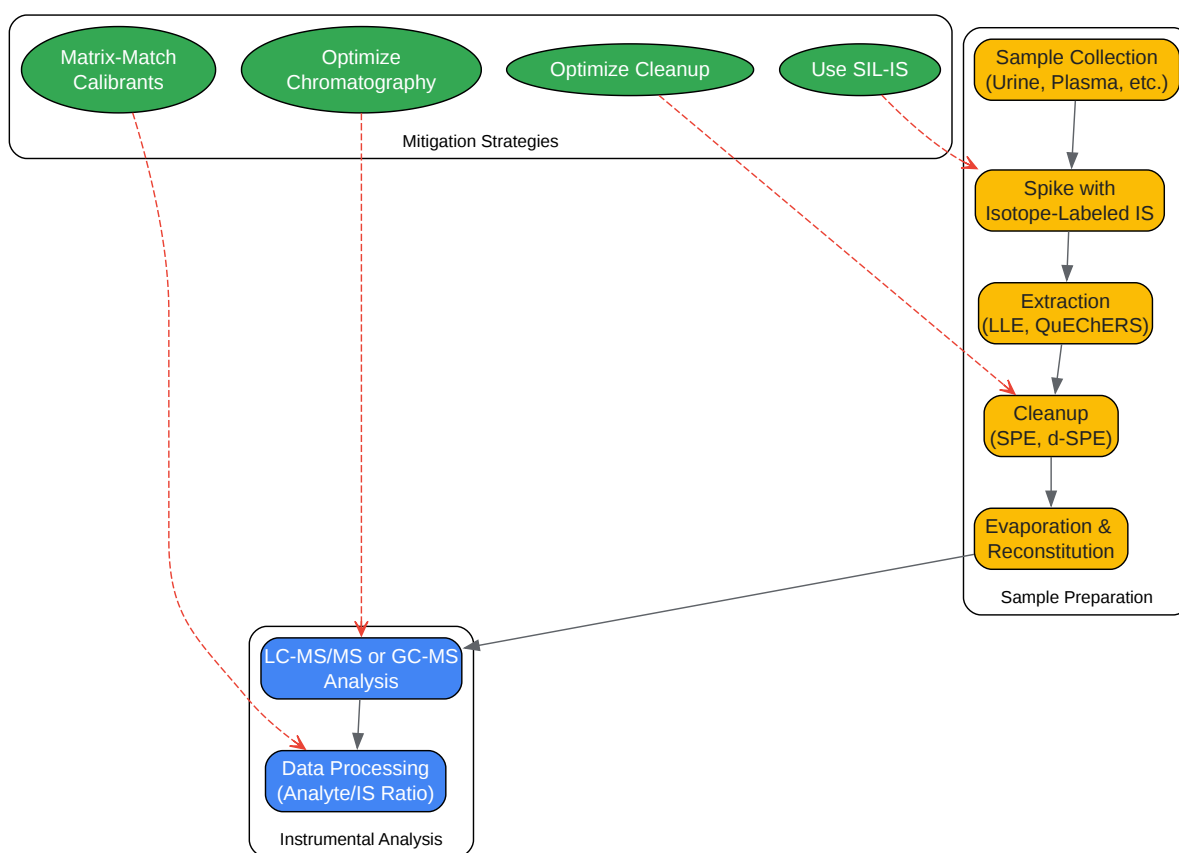 Matrix-Match
Calibrants
Optimize
Chromatography
Optimize Cleanup
Use SIL-IS
Mitigation Strategies
Sample Collection
(Urine, Plasma, etc.)
Spike with
Isotope-Labeled IS
Extraction
(LLE, QuEChERS)
Cleanup
(SPE, d-SPE)
Evaporation &
Reconstitution
Sample Preparation
LC-MS/MS or GC-MS
Analysis
Data Processing
(Analyte/IS Ratio)
Instrumental Analysis